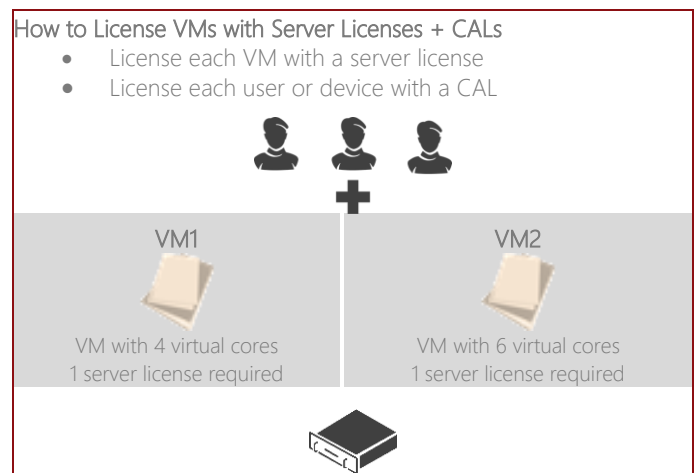 How to License VMs with Server Licenses + CALs
• License each VM with a server license
• License each user or device with a CAL
VM1
VM with 4 virtual cores
1 server license required
VM2
VM with 6 virtual cores
1 server license required